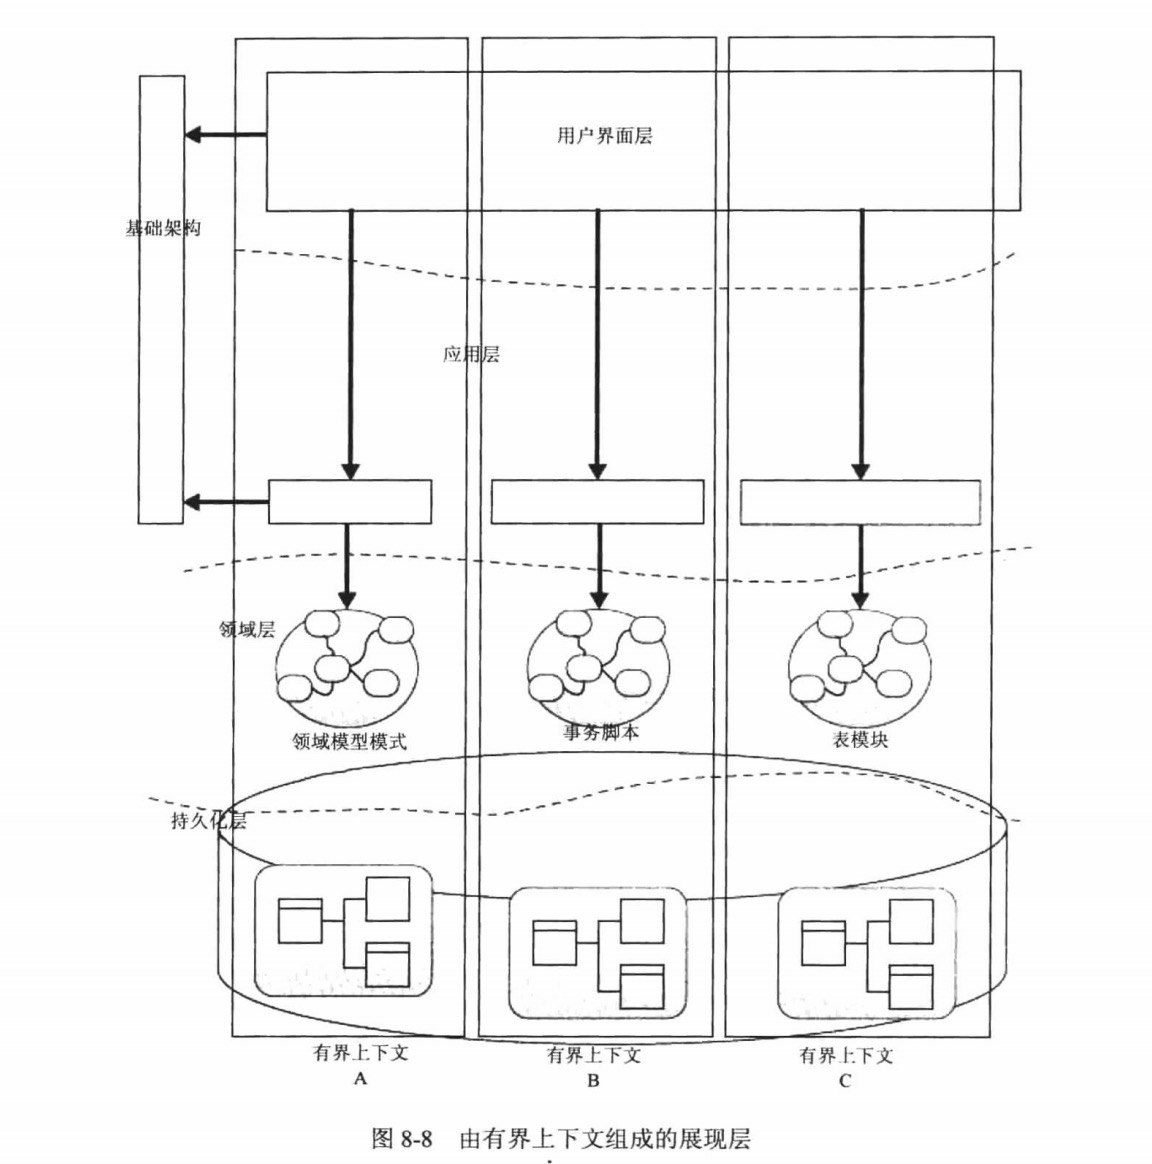 用户界面层
基础架构
应用层
领域层
领域模型模式
事务脚本
表模块
持久化层
有界上下文
A
有界上下文
B
有界上下文
C
图 8-8 由有界上下文组成的展现层